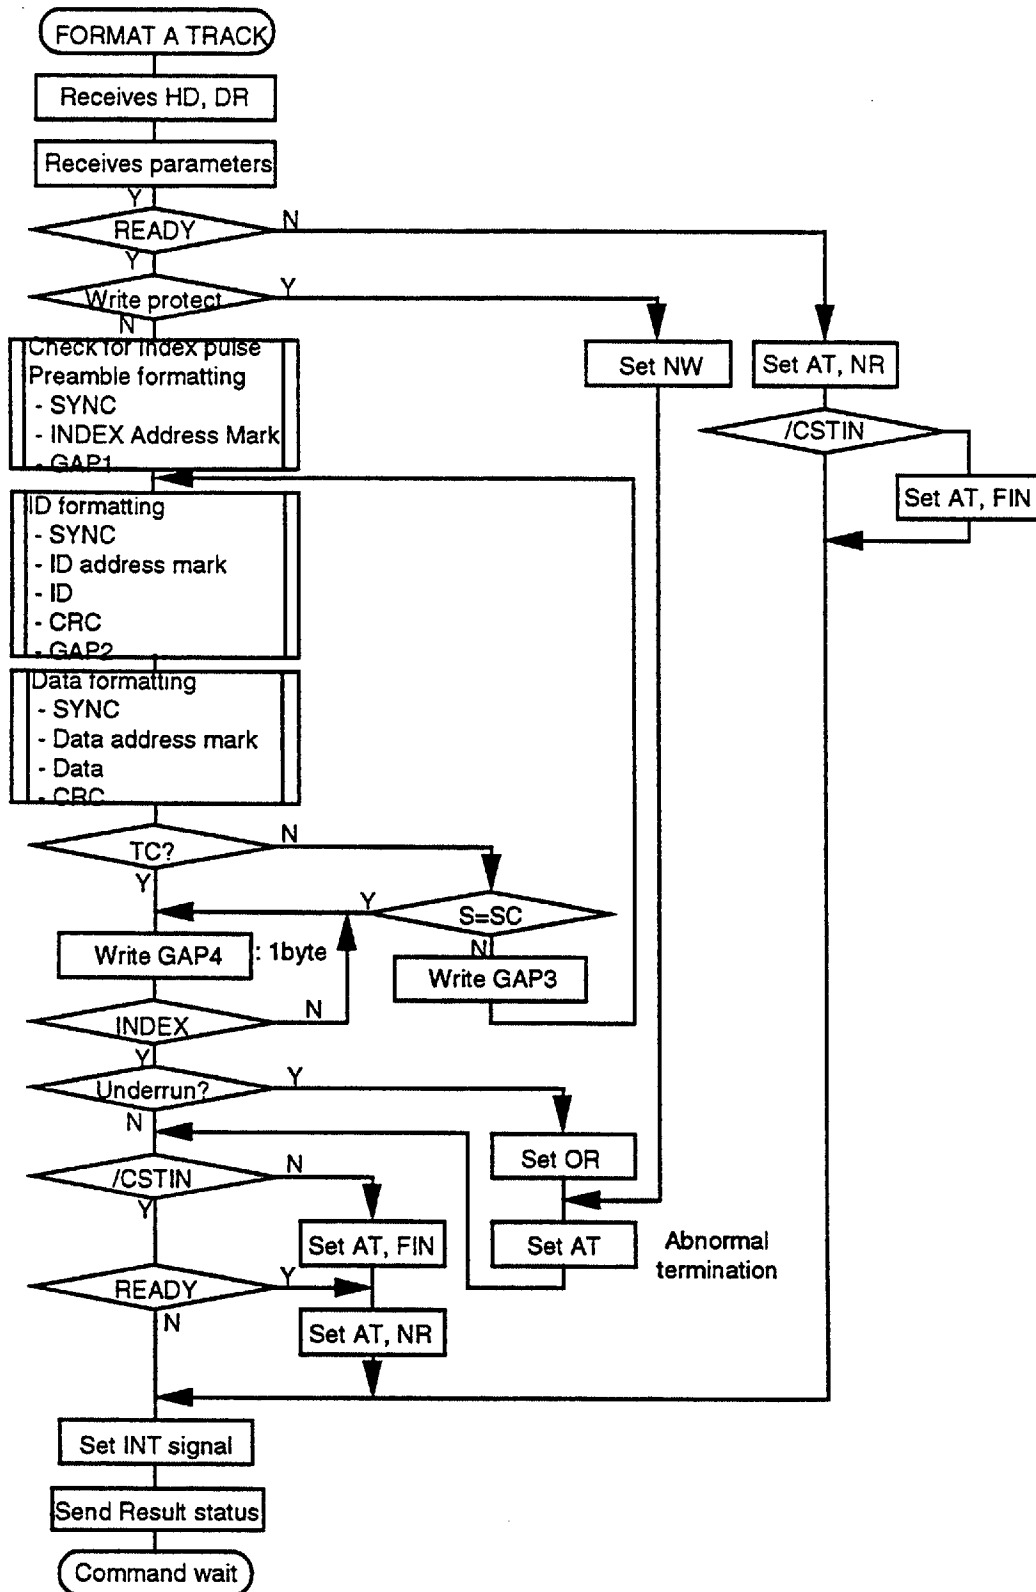 FORMAT A TRACK
Receives HD, DR
Receives parameters
Y
READY
N
Y
Write protect
Y
N
Check for Index pulse
Preamble formatting
- SYNC
- INDEX Address Mark
- GAP1
Set NW
Set AT, NR
/CSTIN
Set AT, FIN
ID formatting
- SYNC
- ID address mark
- ID
- CRC
- GAP2
Data formatting
- SYNC
- Data address mark
- Data
- CRC
TC?
N
Y
Y
S=SC
N
Write GAP4
: 1byte
Write GAP3
INDEX
N
Y
Underrun?
Y
N
Set OR
/CSTIN
N
Y
Set AT, FIN
Set AT
Abnormal
termination
READY
Y
N
Set AT, NR
Set INT signal
Send Result status
Command wait